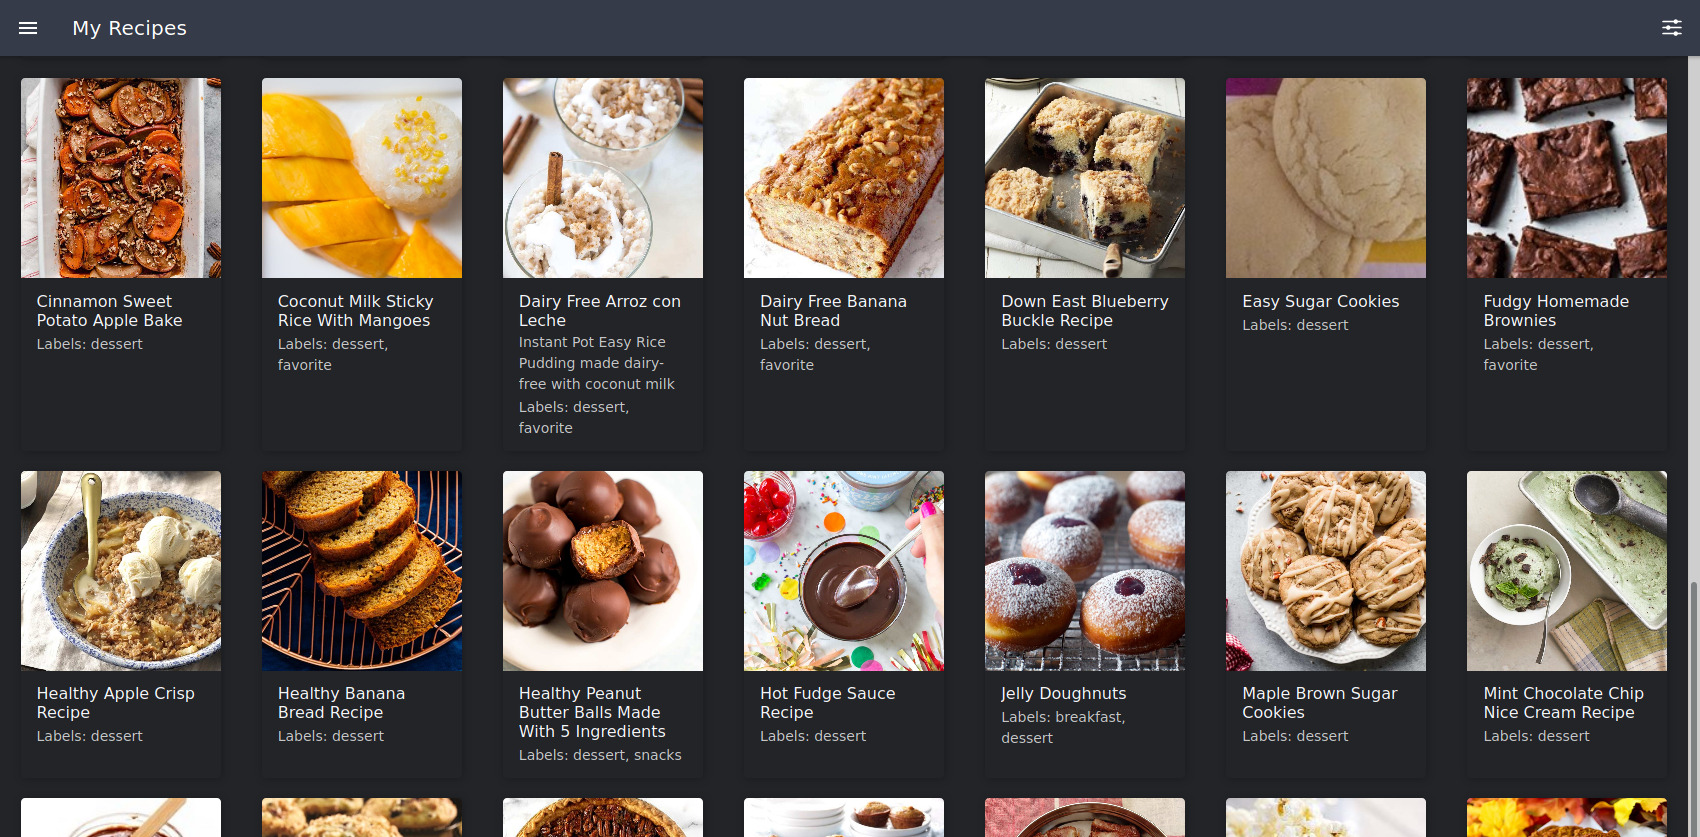 My Recipes
Cinnamon Sweet
Potato Apple Bake
Labels: dessert
Coconut Milk Sticky
Rice With Mangoes
Labels: dessert,
favorite
Dairy Free Arroz con
Leche
Instant Pot Easy Rice
Pudding made dairy-
free with coconut milk
Labels: dessert,
favorite
Dairy Free Banana
Nut Bread
Labels: dessert,
favorite
Down East Blueberry
Buckle Recipe
Labels: dessert
Easy Sugar Cookies
Labels: dessert
Fudgy Homemade
Brownies
Labels: dessert,
favorite
Healthy Apple Crisp
Recipe
Labels: dessert
Healthy Banana
Bread Recipe
Labels: dessert
Healthy Peanut
Butter Balls Made
With 5 Ingredients
Labels: dessert, snacks
Hot Fudge Sauce
Recipe
Labels: dessert
Jelly Doughnuts
Labels: breakfast,
dessert
Maple Brown Sugar
Cookies
Labels: dessert
Mint Chocolate Chip
Nice Cream Recipe
Labels: dessert